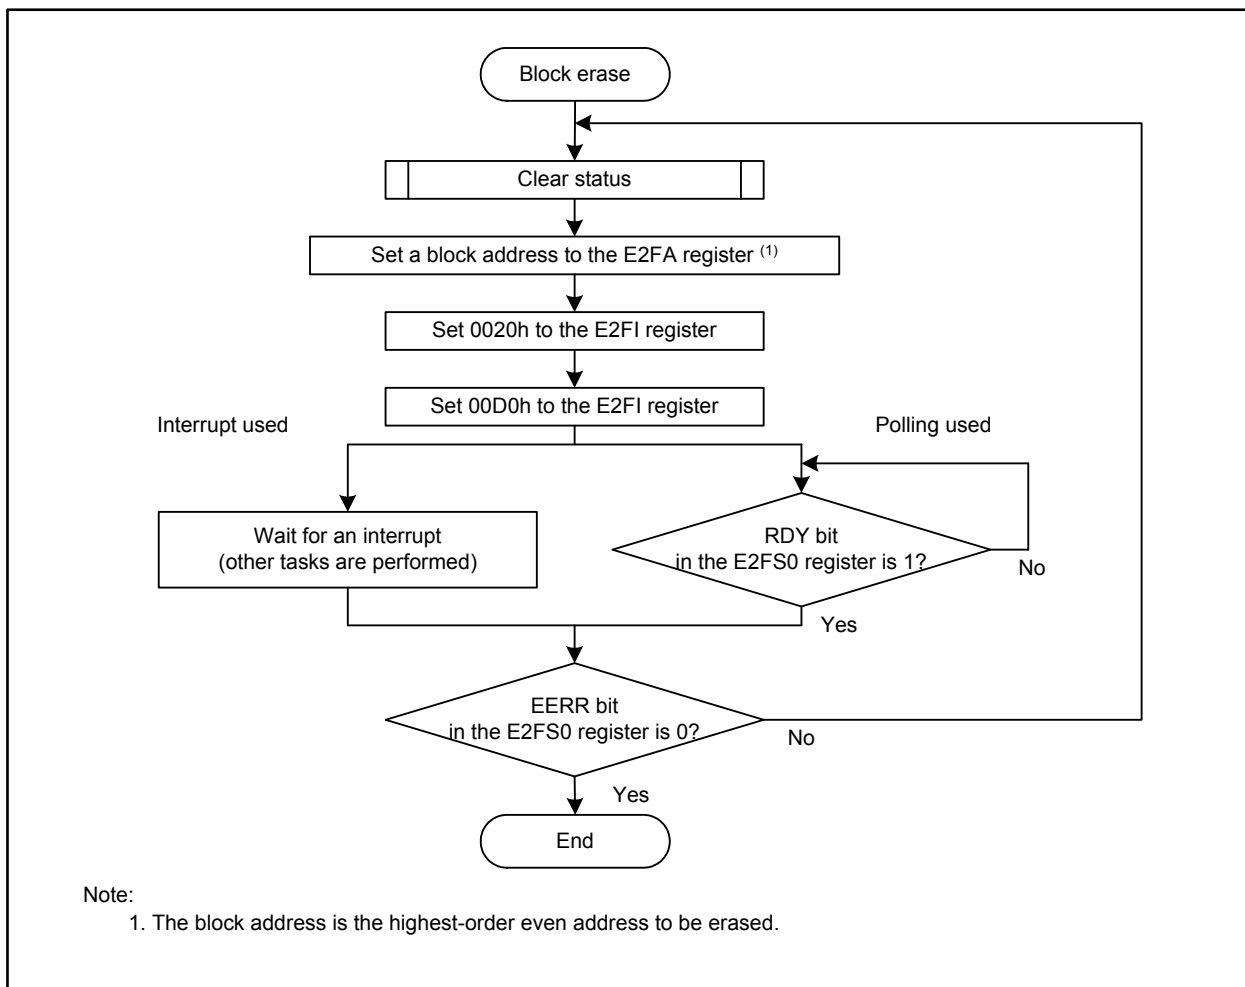 Block erase
Clear status
Set a block address to the E2FA register (1)
Set 0020h to the E2FI register
Set 00D0h to the E2FI register
Interrupt used
Polling used
Wait for an interrupt
(other tasks are performed)
RDY bit
in the E2FS0 register is 1?
No
Yes
EERR bit
in the E2FS0 register is 0?
No
Yes
End
Note:
1. The block address is the highest-order even address to be erased.